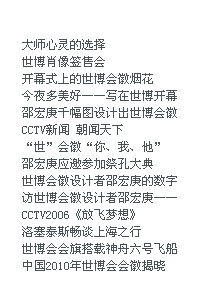 大师心灵的选择
世博肖像签售会
开幕式上的世博会徽烟花
今夜多美好——写在世博开幕
邵宏庚千幅图设计出世博会徽
CCTV新闻 朝闻天下
“世”会徽“你、我、他”
邵宏庚应邀参加祭孔大典
世博会徽设计者邵宏庚的数字
访世博会徽设计者邵宏庚——
CCTV2006《放飞梦想》
洛塞泰斯畅谈上海之行
世博会会旗搭载神舟六号飞船
中国2010年世博会会徽揭晓